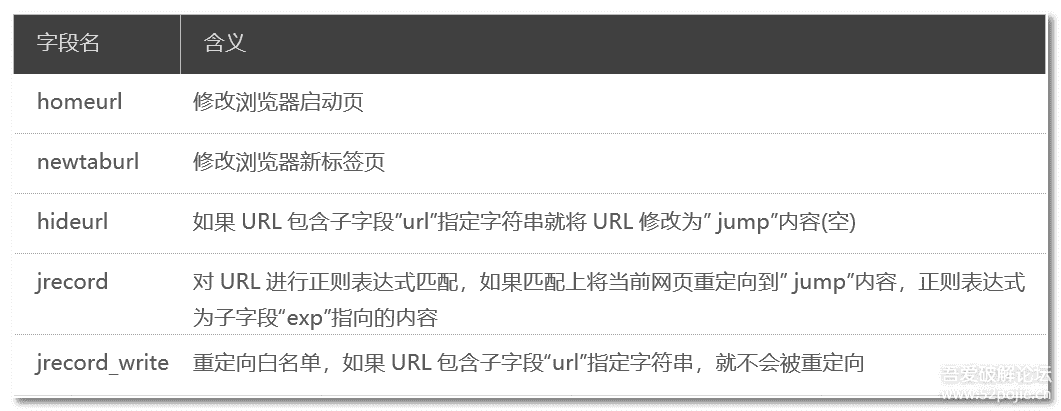 字段名 含义
homeurl 修改浏览器启动页
newtaburl 修改浏览器新标签页
hideurl 如果 URL 包含子字段”url”指定字符串就将 URL 修改为” jump”内容(空)
jrecord 对 URL 进行正则表达式匹配，如果匹配上将当前网页重定向到” jump”内容，正则表达式
为子字段“exp”指向的内容
jrecord_write 重定向白名单，如果 URL 包含子字段“url”指定字符串，就不会被重定向
吾爱破解论坛
www.52pojie.cn